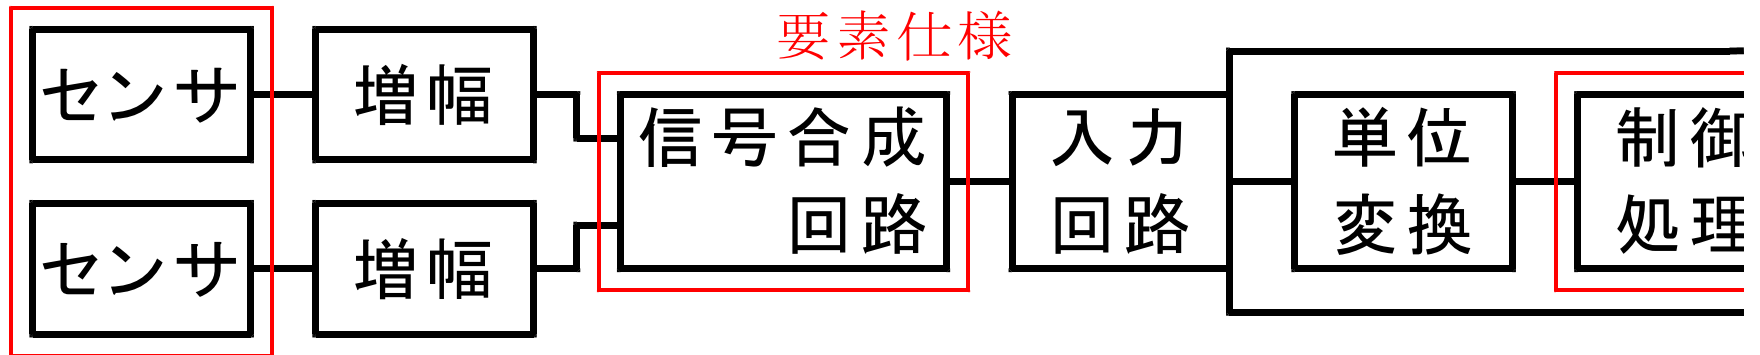 要素仕様
センサ
増幅
センサ
増幅
信号合成
回路
入力
回路
単位
変換
制御
処理